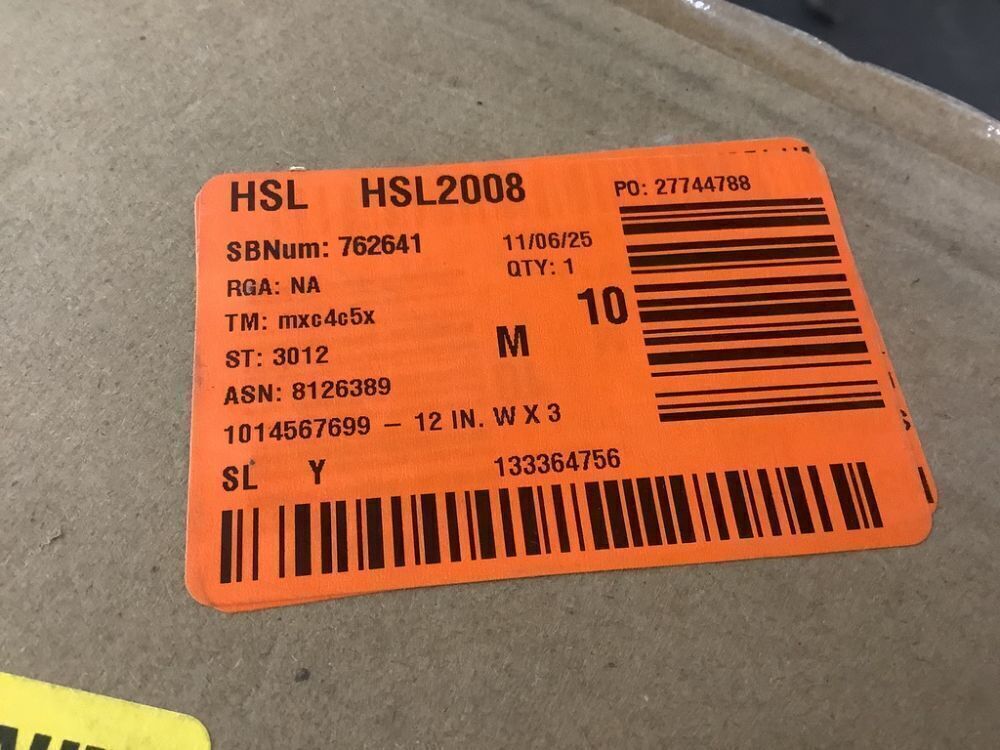 HSL HSL2008
PO: 27744788
SBNum: 762641
11/06/25
RGA: NA
QTY: 1
TM: mxc4c5x
10
ST: 3012
M
ASN: 8126389
1014567699 – 12 IN. W X 3
SL Y
133364756